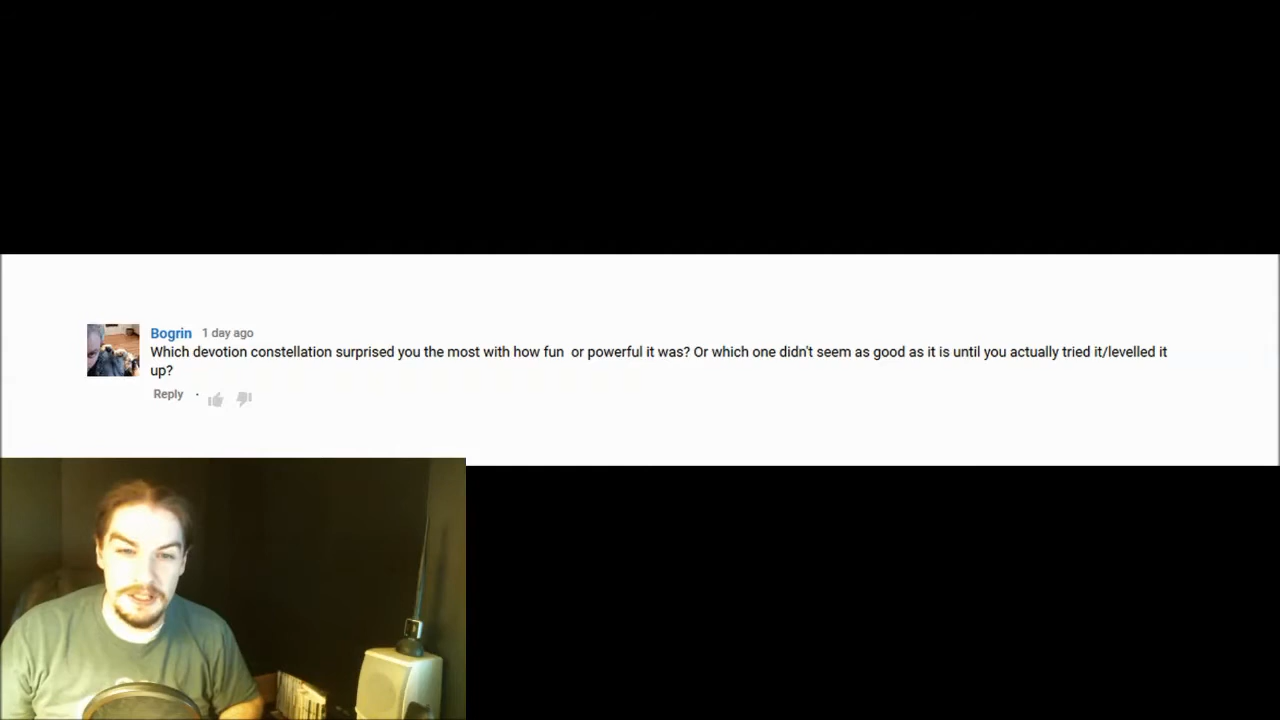 Bogrin 1 day ago
Which devotion constellation surprised you the most with how fun  or powerful it was? Or which one didn't seem as good as it is until you actually tried it/levelled it
up?
Reply ·